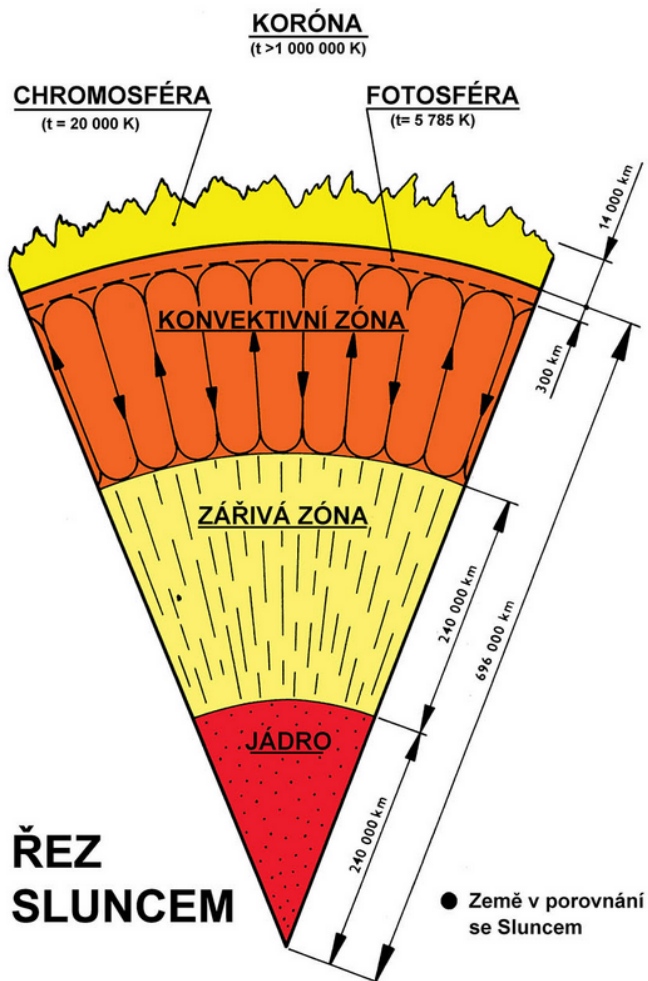 KORÓNA
(t >1 000 000 K)
CHROMOSFÉRA
(t = 20 000 K)
FOTOSFÉRA
(t= 5 785 K)
14 000 km
KONVEKTIVNÍ ZÓNA
300 km
ZÁŘIVÁ ZÓNA
240 000 km
696 000 km
JÁDRO
240 000 km
ŘEZ
SLUNCEM
Země v porovnání
se Sluncem